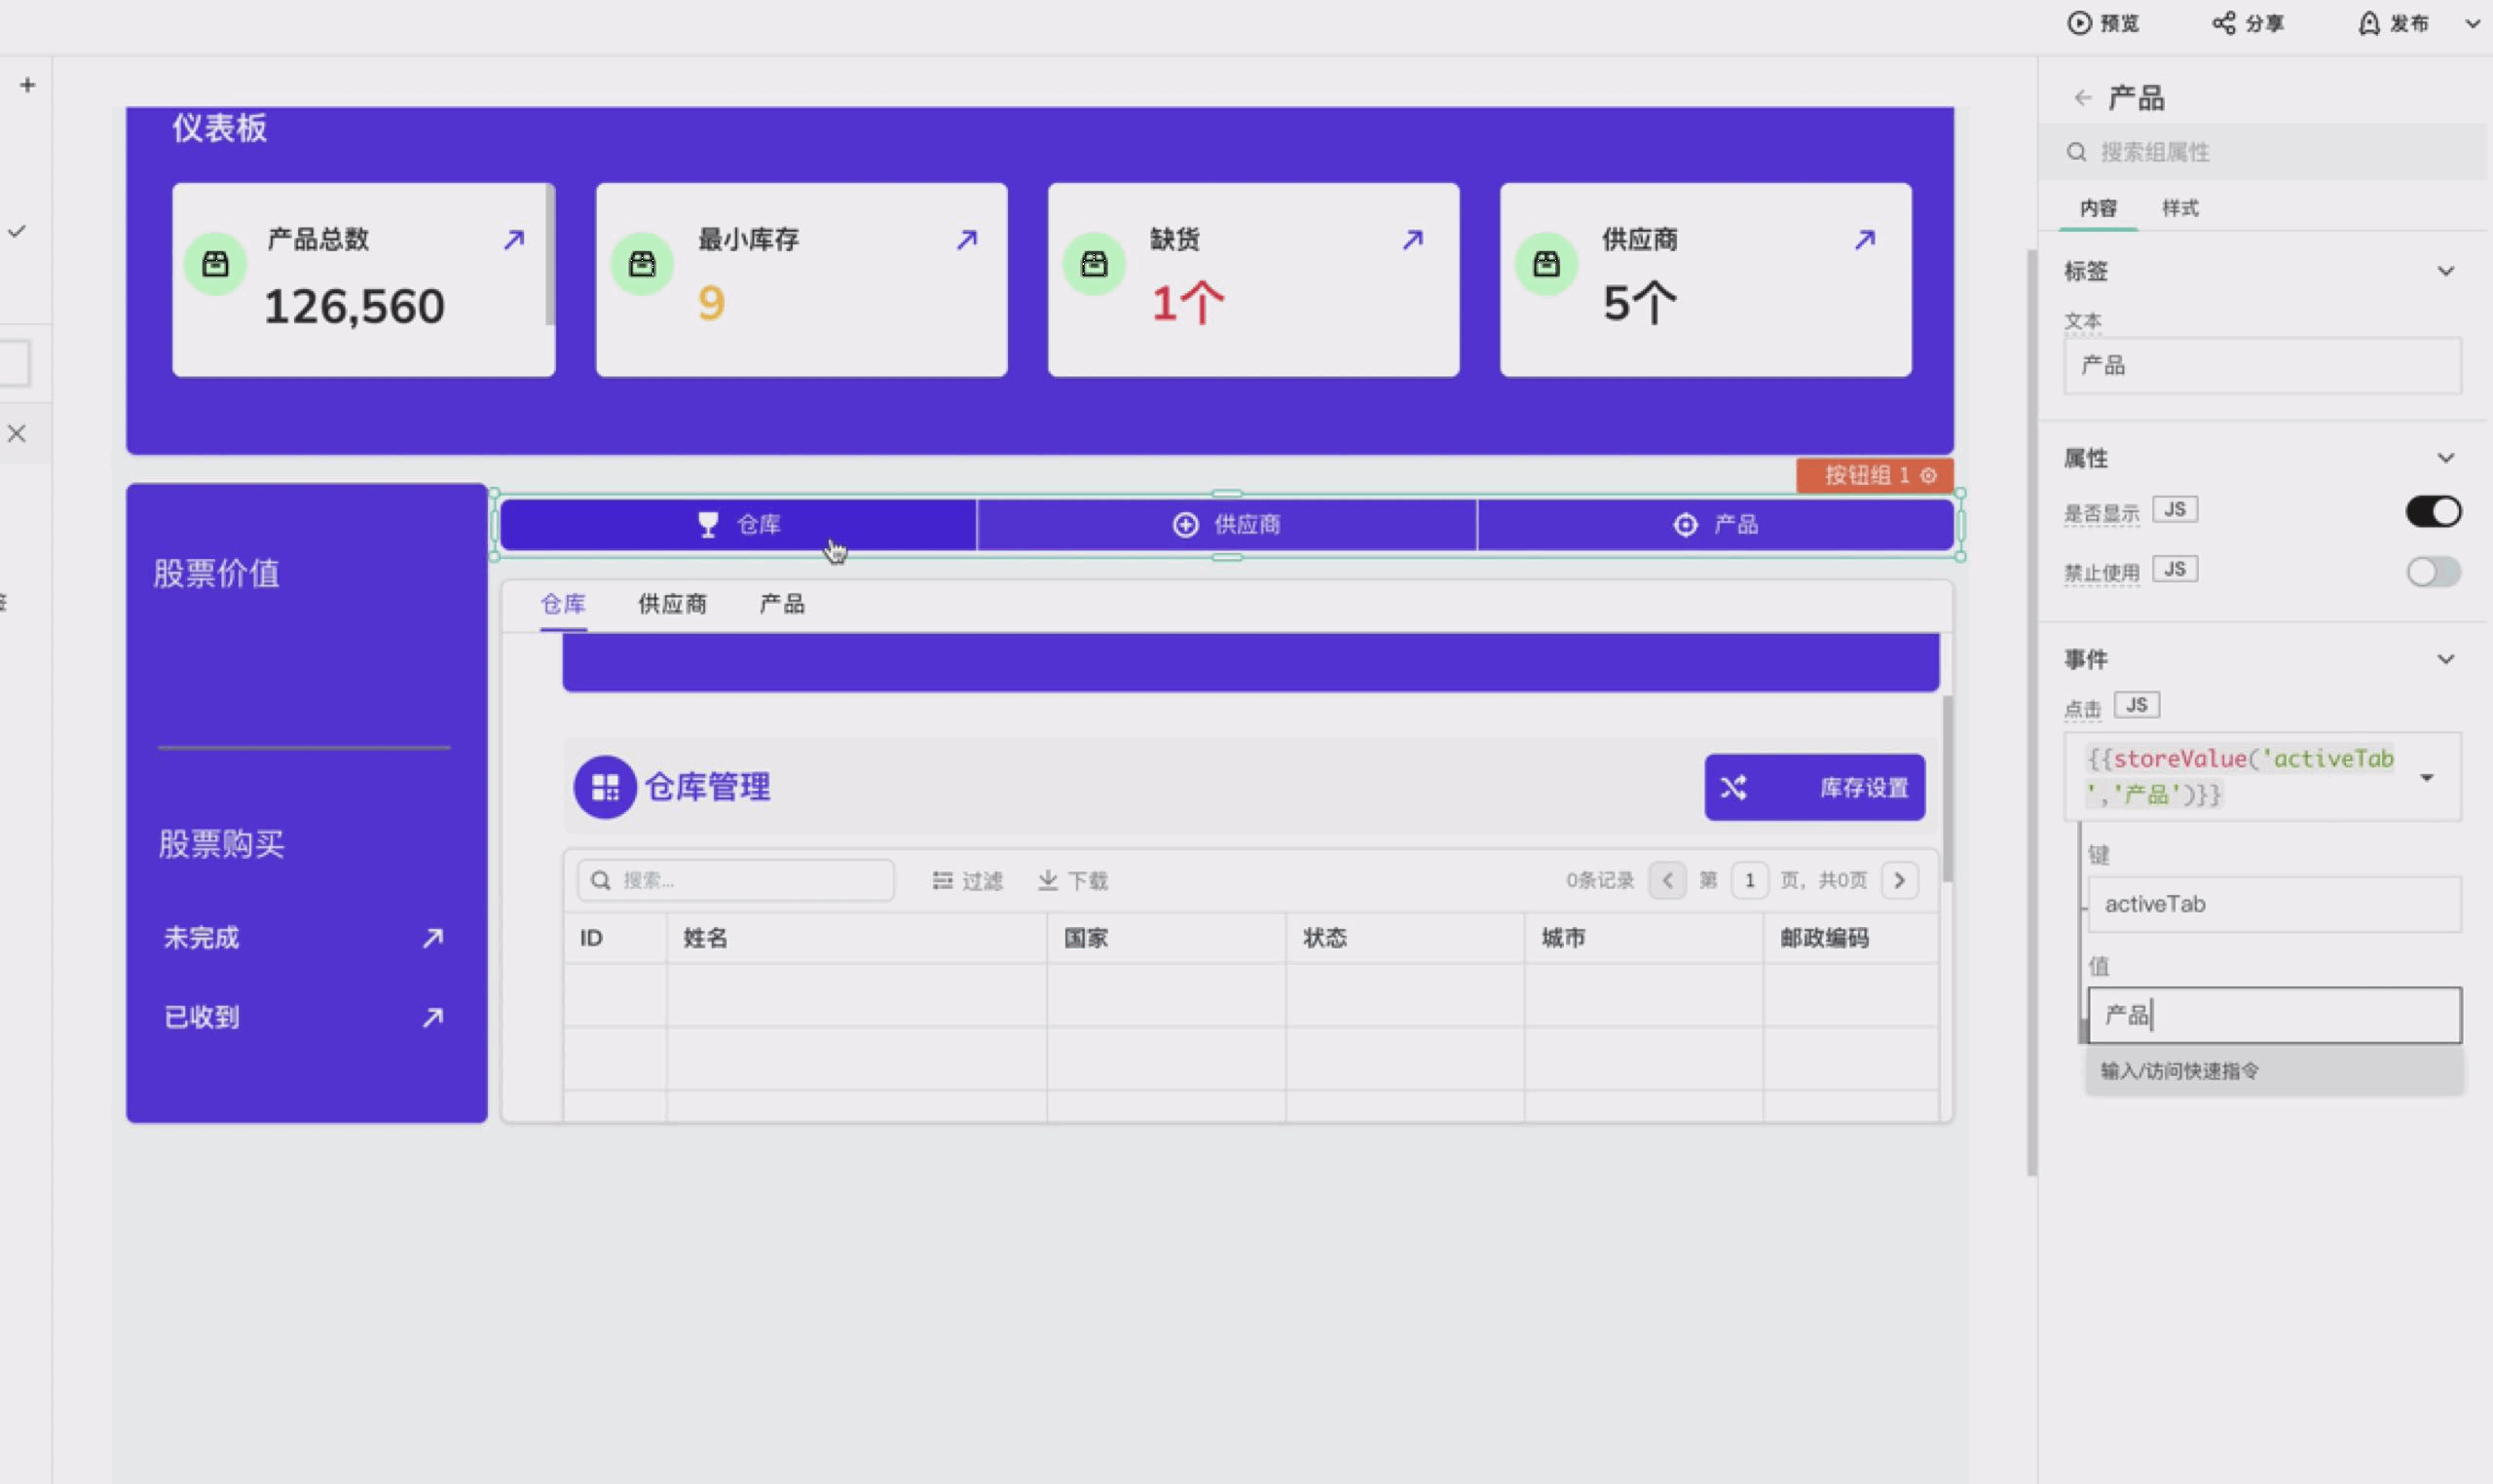 预览
分享
发布
产品
搜索组属性
内容
样式
仪表板
产品总数
126,560
最小库存
9
缺货
1个
供应商
5个
标签
文本
产品
属性
是否显示
JS
禁止使用
JS
按钮组 1
仓库
供应商
产品
股票价值
仓库
供应商
产品
事件
点击
JS
{{storeValue('activeTab
','产品')}}
仓库管理
库存设置
股票购买
键
activeTab
搜索...
过滤
下载
0条记录
第
1
页, 共0页
ID
姓名
国家
状态
城市
邮政编码
未完成
已收到
值
产品
输入/访问快速指令